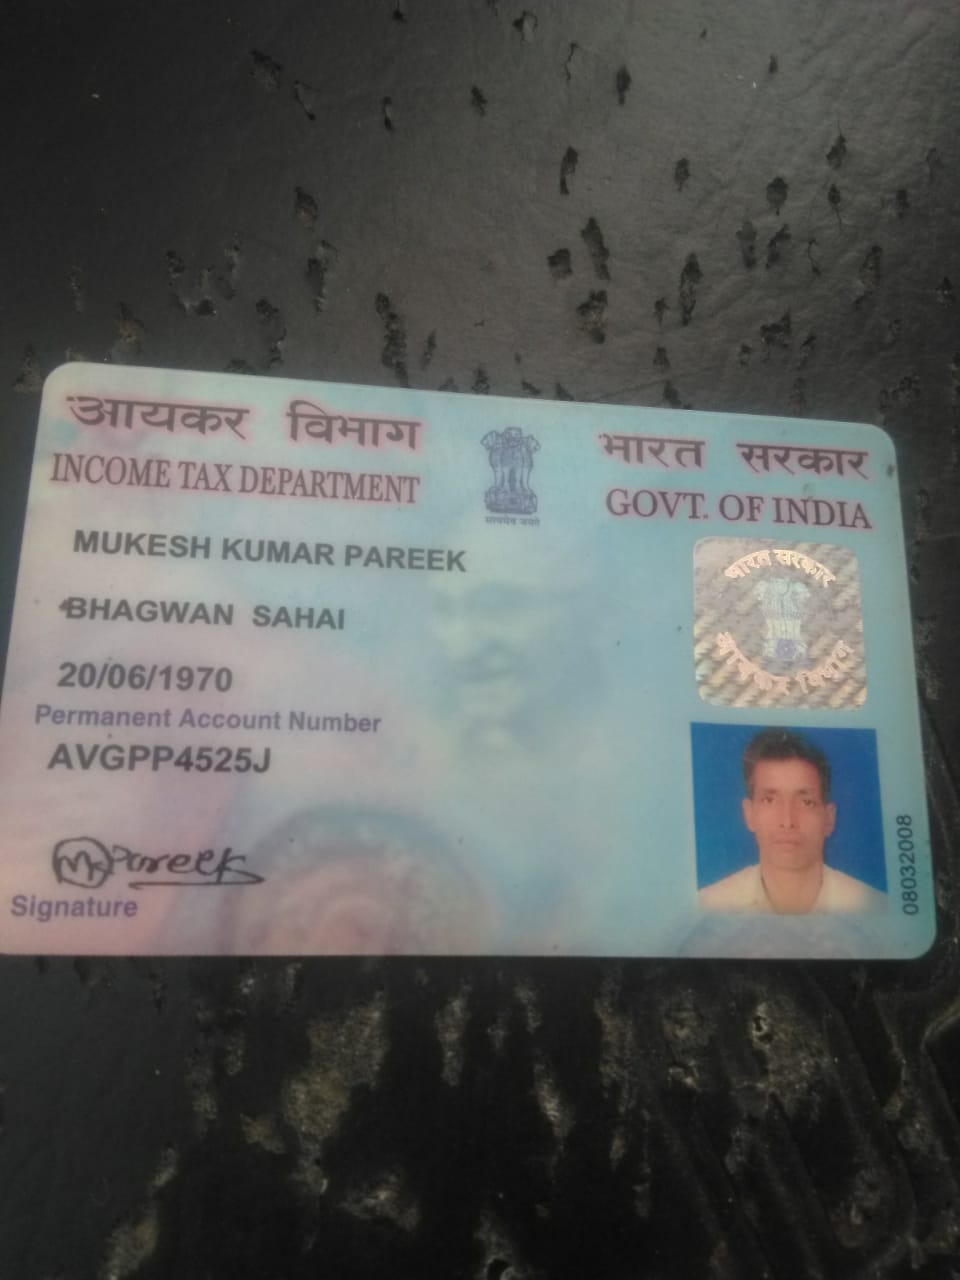 आयकर विभाग
INCOME TAX DEPARTMENT
भारत सरकार
GOVT. OF INDIA
सत्यमेव जयते
MUKESH KUMAR PAREEK
BHAGWAN SAHAI
20/06/1970
Permanent Account Number
AVGPP4525J
Pareek
Signature
भारत सरकार
आयकर विभाग
08032008